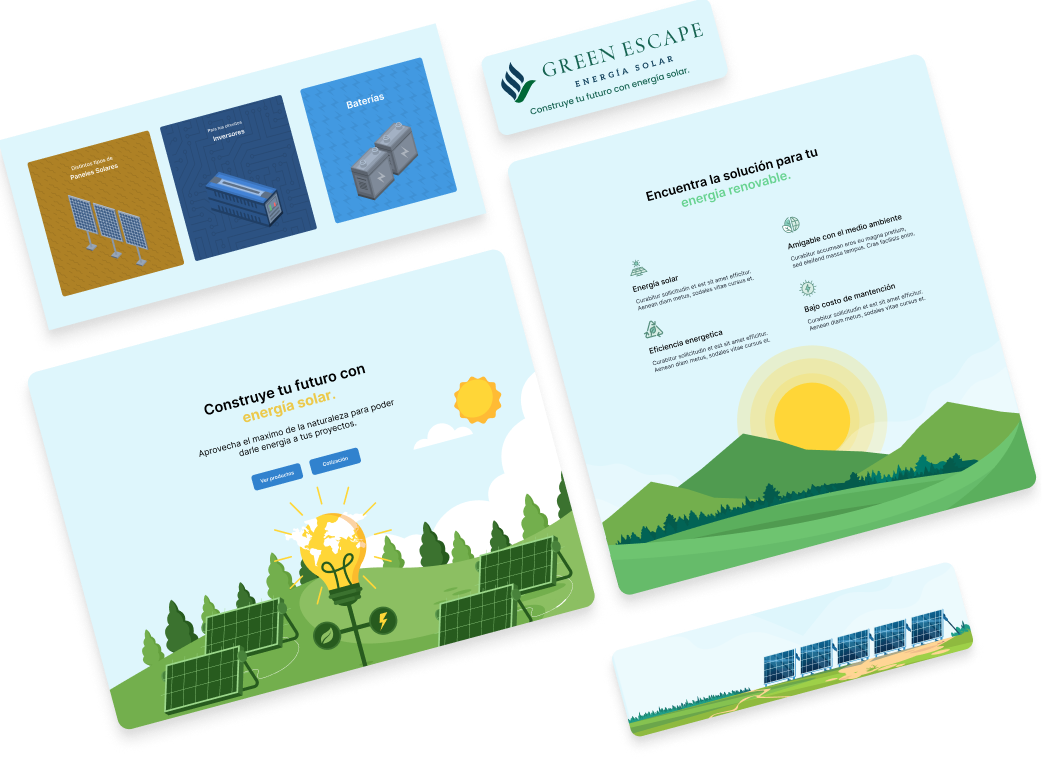 Distintos tipos de
Paneles Solares
Para tus circuitos
Inversores
Baterías
GREEN ESCAPE
ENERGÍA SOLAR
Construye tu futuro con energía solar.
Construye tu futuro con
energía solar.
Aprovecha el maximo de la naturaleza para poder
darle energia a tus proyectos.
Ver productos
Cotización
Encuentra la solución para tu
energia renovable.
Energía solar
Curabitur sollicitudin et est sit amet efficitur.
Aenean diam metus, sodales vitae cursus et.
Amigable con el medio ambiente
Curabitur accumsan eros eu magna pretium,
sed eleifend massa tempus. Cras facilisis enim.
Eficiencia energetica
Curabitur sollicitudin et est sit amet efficitur.
Aenean diam metus, sodales vitae cursus et.
Bajo costo de mantención
Curabitur sollicitudin et est sit amet efficitur.
Aenean diam metus, sodales vitae cursus et.